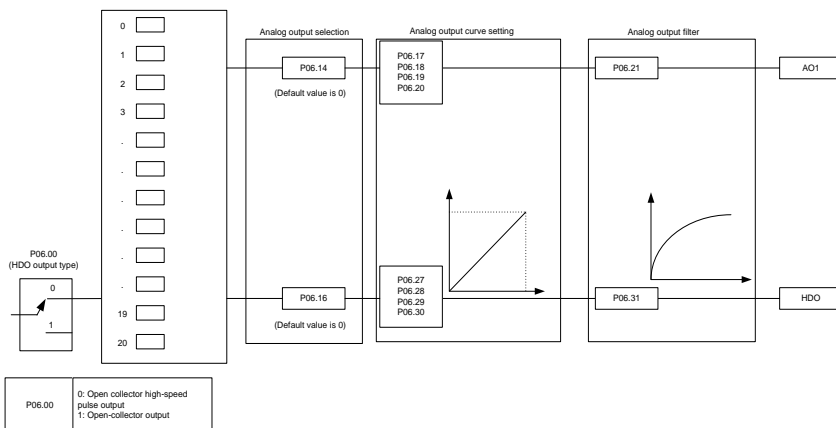 0
1
2
3
.
.
.
.
.
.
19
20
Analog output selection
P06.14
(Default value is 0)
P06.16
(Default value is 0)
Analog output curve setting
P06.17
P06.18
P06.19
P06.20
P06.27
P06.28
P06.29
P06.30
Analog output filter
P06.21
P06.31
AO1
HDO
P06.00
(HDO output type)
0
1
P06.00
0: Open collector high-speed
pulse output
1: Open-collector output